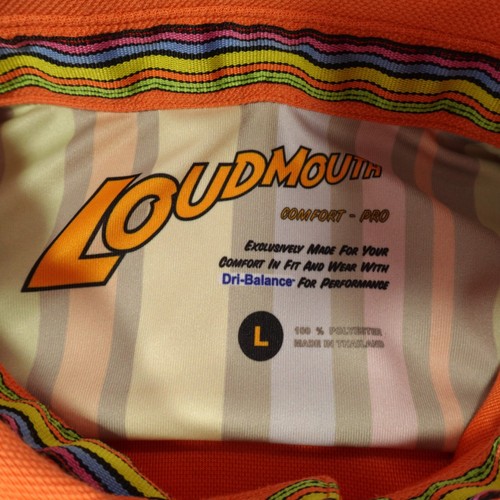 LOUDMOUTH
COMFORT - PRO
EXCLUSIVELY MADE FOR YOUR
COMFORT IN FIT AND WEAR WITH
Dri-Balance™ FOR PERFORMANCE
L
100 % POLYESTER
MADE IN THAILAND